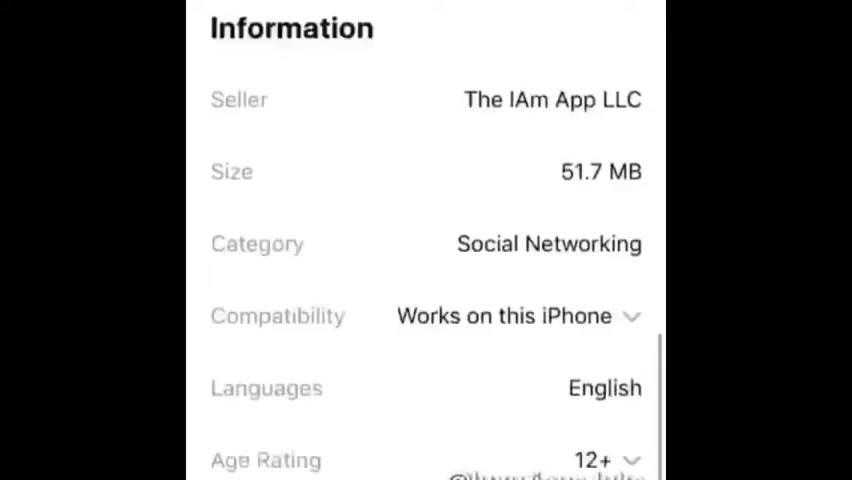 Information
Seller The IAm App LLC
Size 51.7 MB
Category Social Networking
Compatibility Works on this iPhone
Languages English
Age Rating 12+